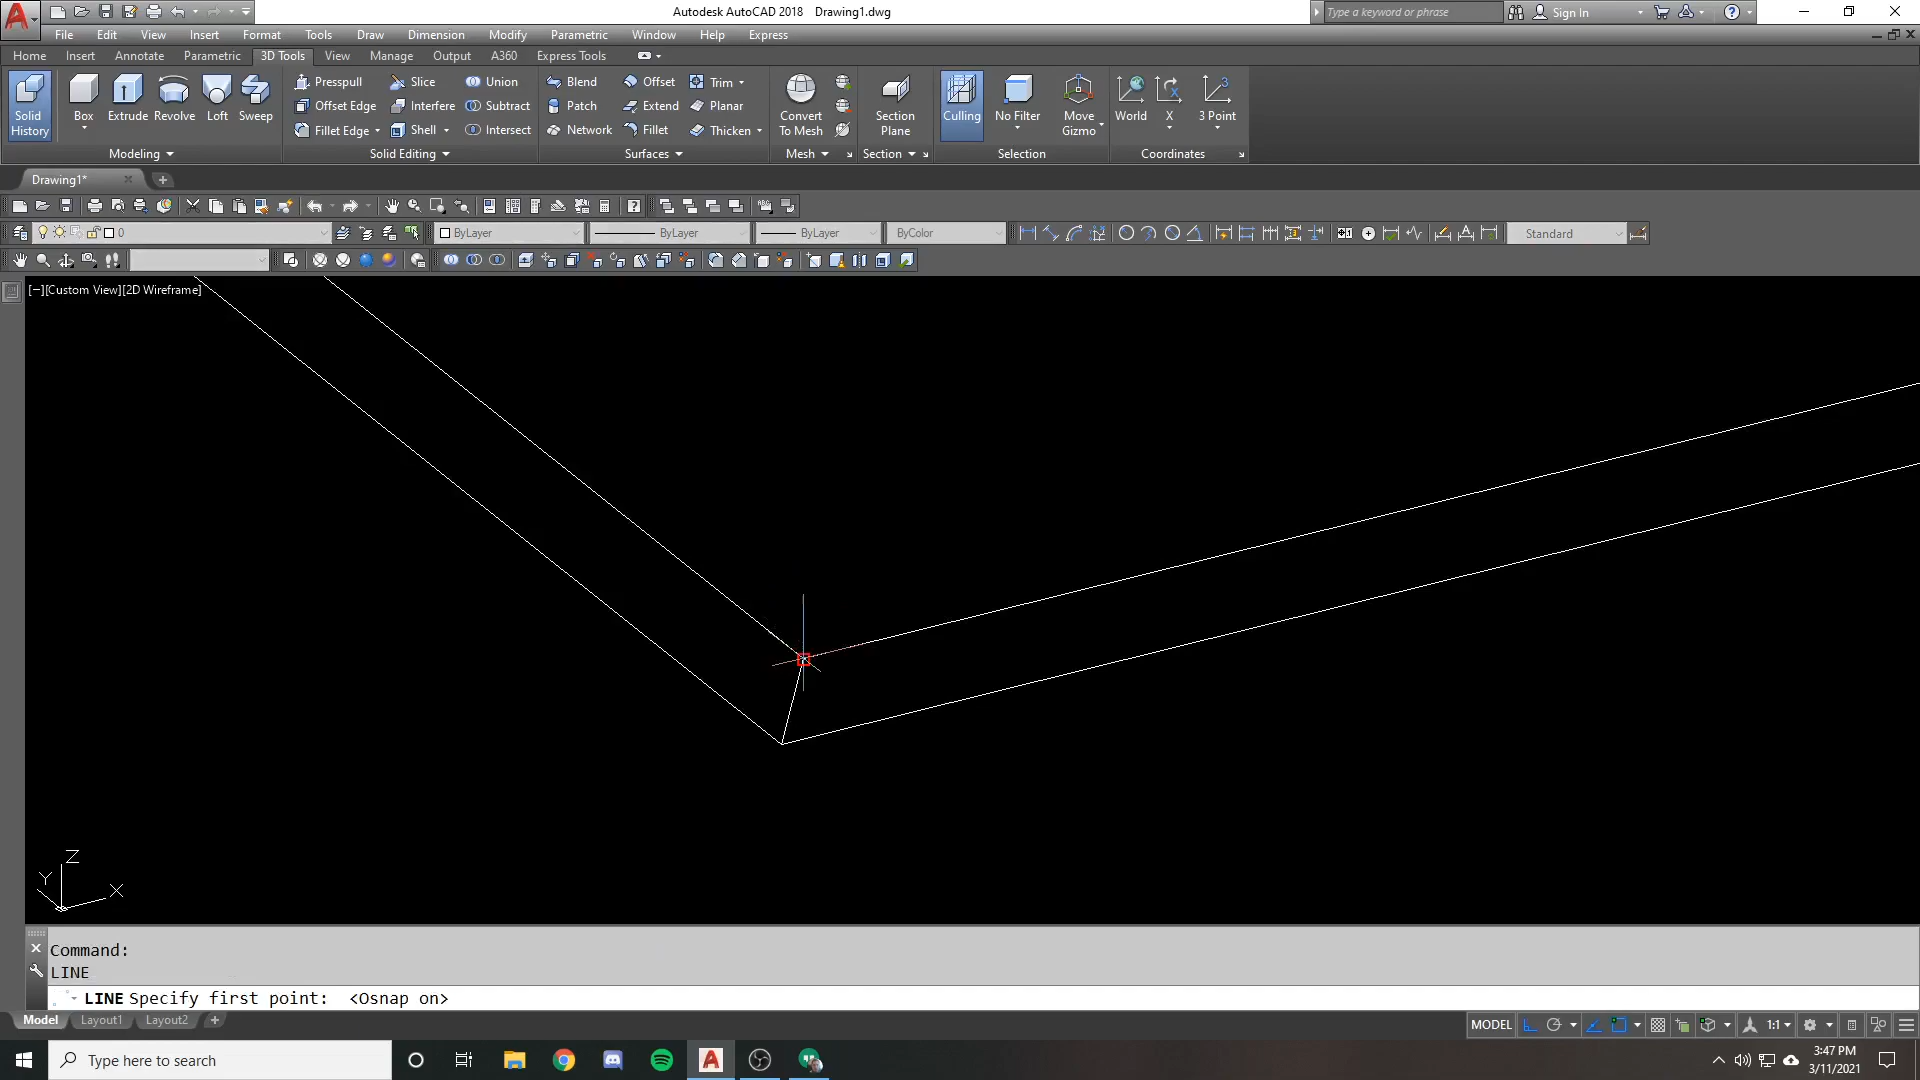 Autodesk AutoCAD 2018 Drawing1.dwg
Type a keyword or phrase
Sign In
File Edit View Insert Format Tools Draw Dimension Modify Parametric Window Help Express
Home Insert Annotate Parametric 3D Tools View Manage Output A360 Express Tools
Solid History
Box
Extrude
Revolve
Loft
Sweep
Modeling
Presspull
Offset Edge
Fillet Edge
Slice
Interfere
Shell
Union
Subtract
Intersect
Solid Editing
Blend
Patch
Network
Offset
Extend
Fillet
Trim
Planar
Thicken
Surfaces
Convert To Mesh
Mesh
Section Plane
Section
Culling
No Filter
Move Gizmo
Selection
World
X
3 Point
Coordinates
Drawing1*
0
ByLayer
ByLayer
ByLayer
ByColor
Standard
[−][Custom View][2D Wireframe]
Z
Y
X
Command:
LINE
LINE Specify first point: <Osnap on>
Model Layout1 Layout2
MODEL
1:1
Type here to search
3:47 PM
3/11/2021